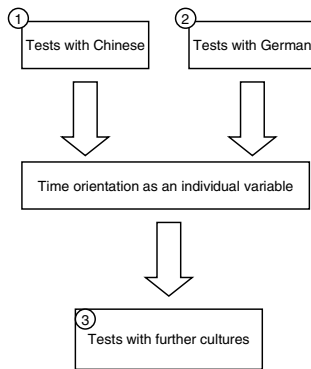 1
Tests with Chinese
2
Tests with German
Time orientation as an individual variable
3
Tests with further cultures